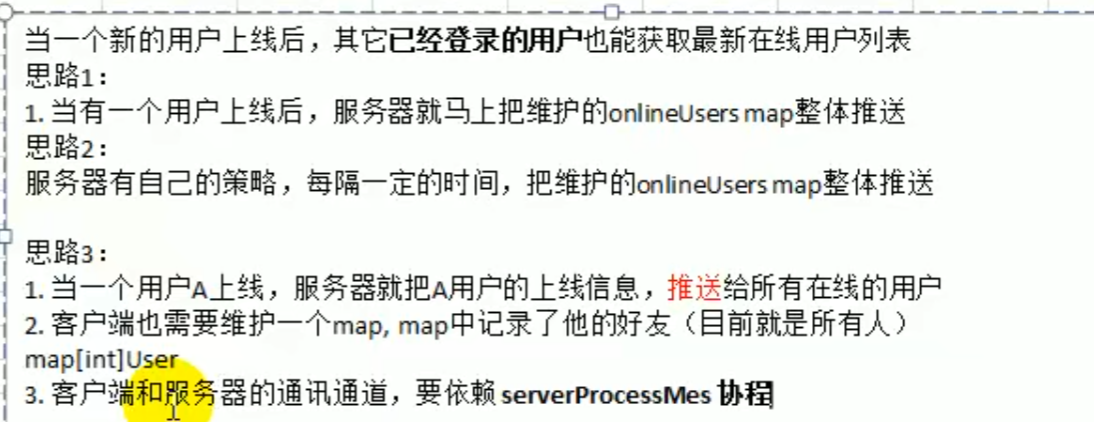 当一个新的用户上线后，其它已经登录的用户也能获取最新在线用户列表
思路1：
1. 当有一个用户上线后，服务器就马上把维护的onlineUsers map整体推送
思路2：
服务器有自己的策略，每隔一定的时间，把维护的onlineUsers map整体推送
思路3：
1. 当一个用户A上线，服务器就把A用户的上线信息，推送给所有在线的用户
2. 客户端也需要维护一个map, map中记录了他的好友（目前就是所有人）
map[int]User
3. 客户端和服务器的通讯通道，要依赖 serverProcessMes 协程